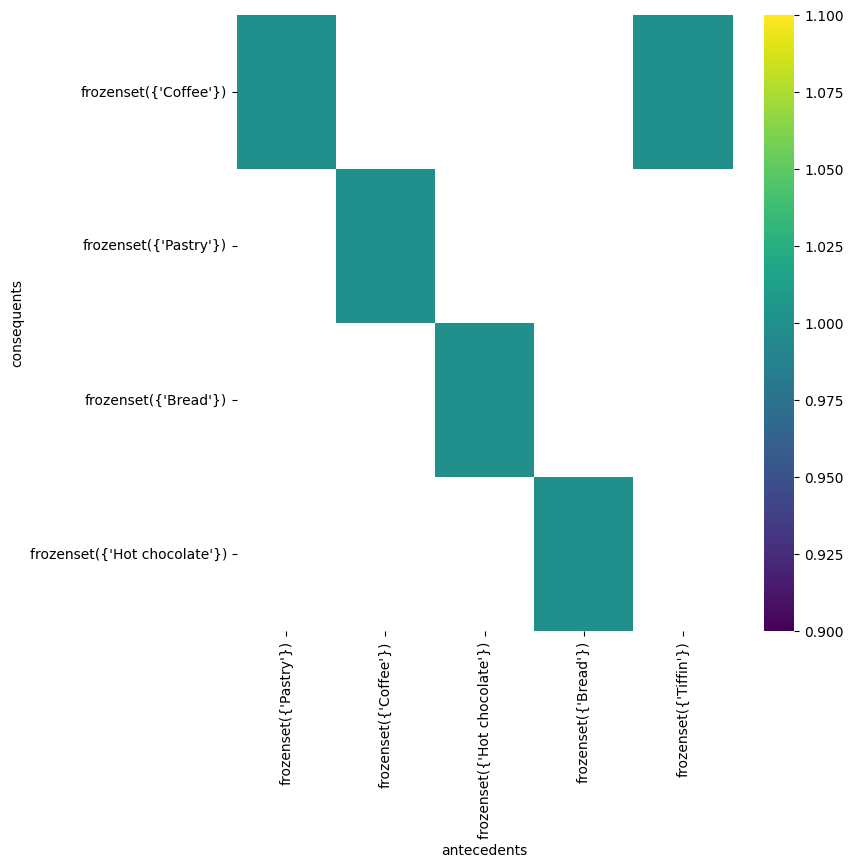 frozenset({'Coffee'})
frozenset({'Pastry'})
frozenset({'Bread'})
frozenset({'Hot chocolate'})
consequents
frozenset({'Pastry'})
frozenset({'Coffee'})
frozenset({'Hot chocolate'})
frozenset({'Bread'})
frozenset({'Tiffin'})
antecedents
1.100
1.075
1.050
1.025
1.000
0.975
0.950
0.925
0.900